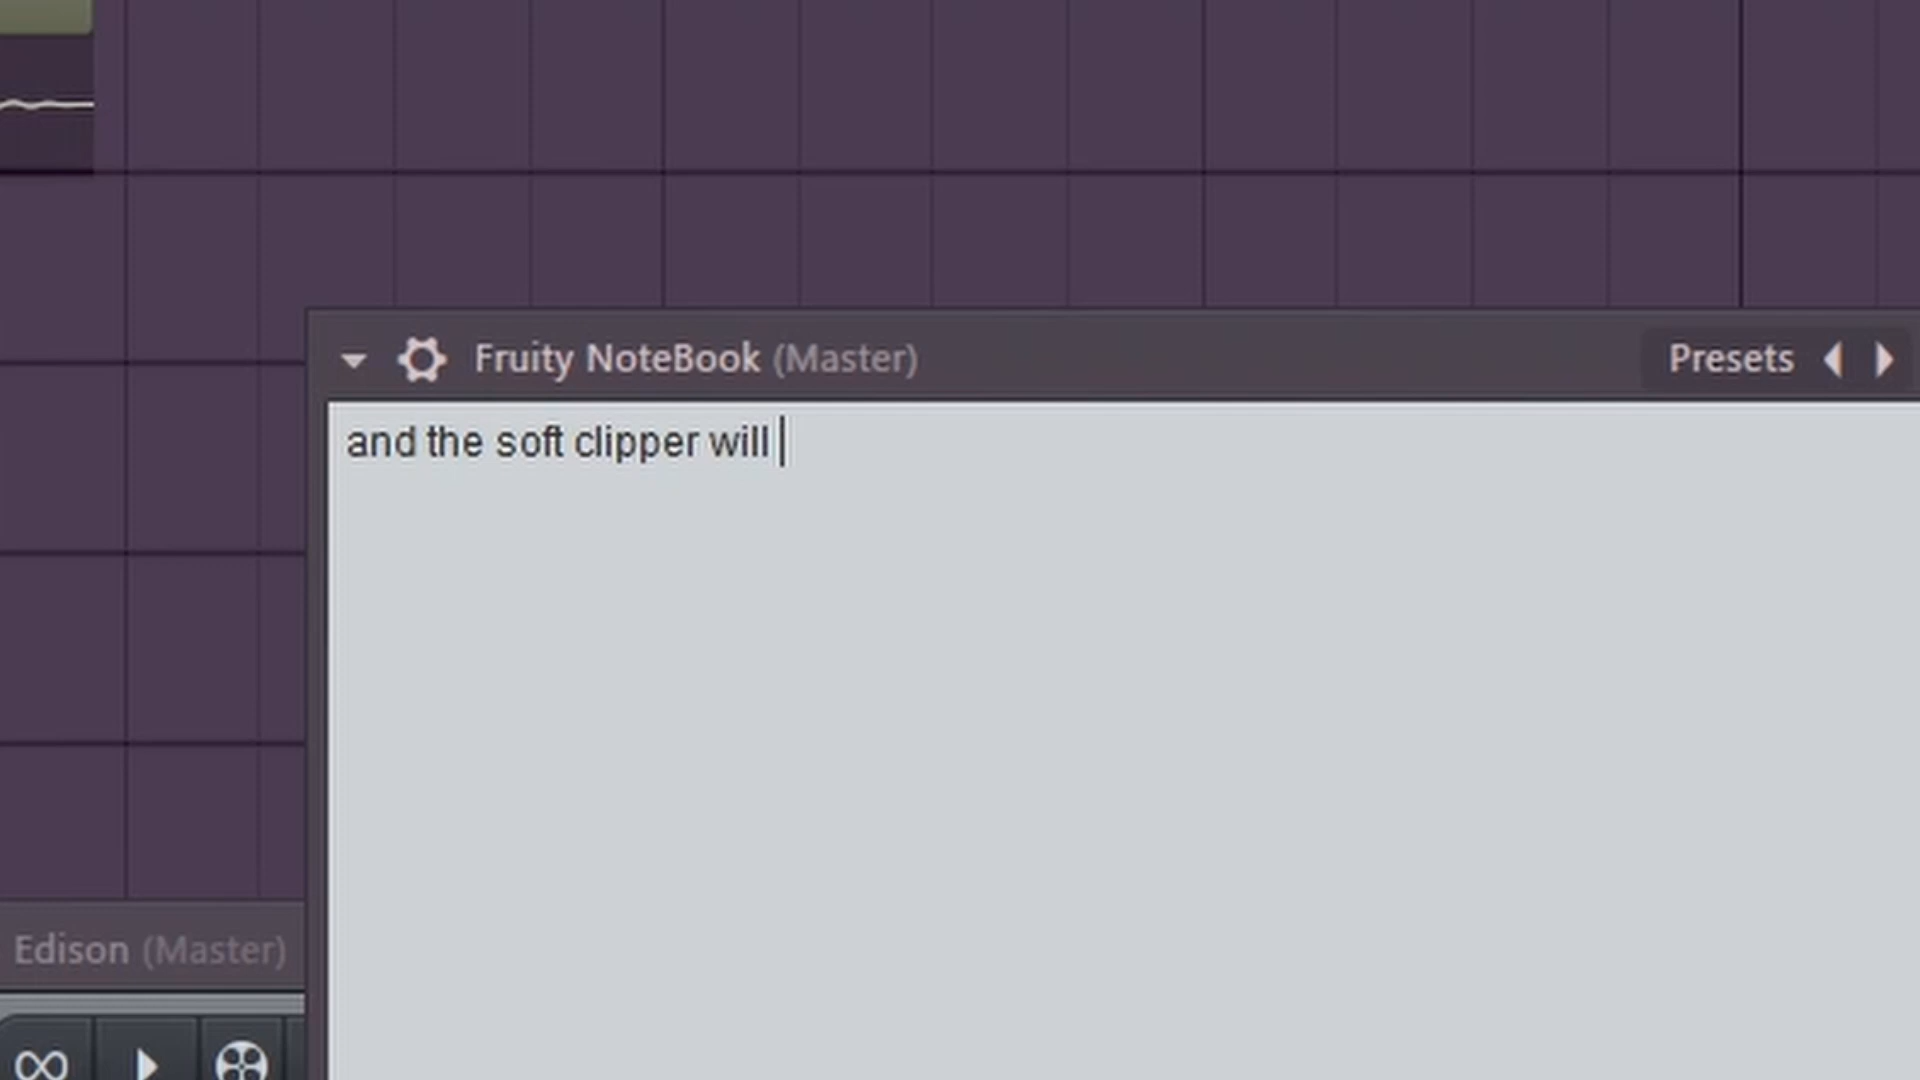 Fruity NoteBook (Master)
Presets
and the soft clipper will
Edison (Master)